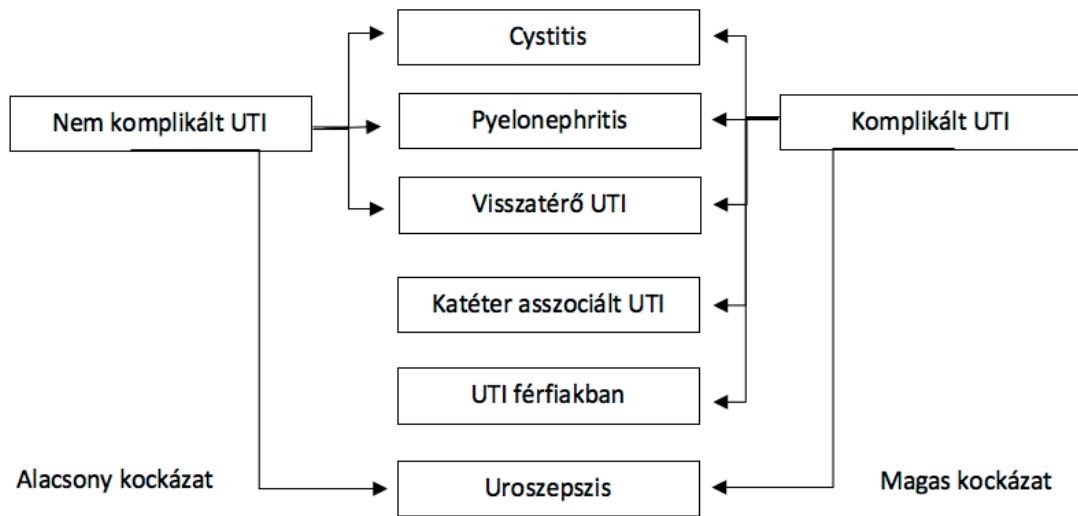 Cystitis
Nem komplikált UTI
Pyelonephritis
Komplikált UTI
Visszatérő UTI
Katéter asszociált UTI
UTI férfiakban
Alacsony kockázat
Uroszepszis
Magas kockázat